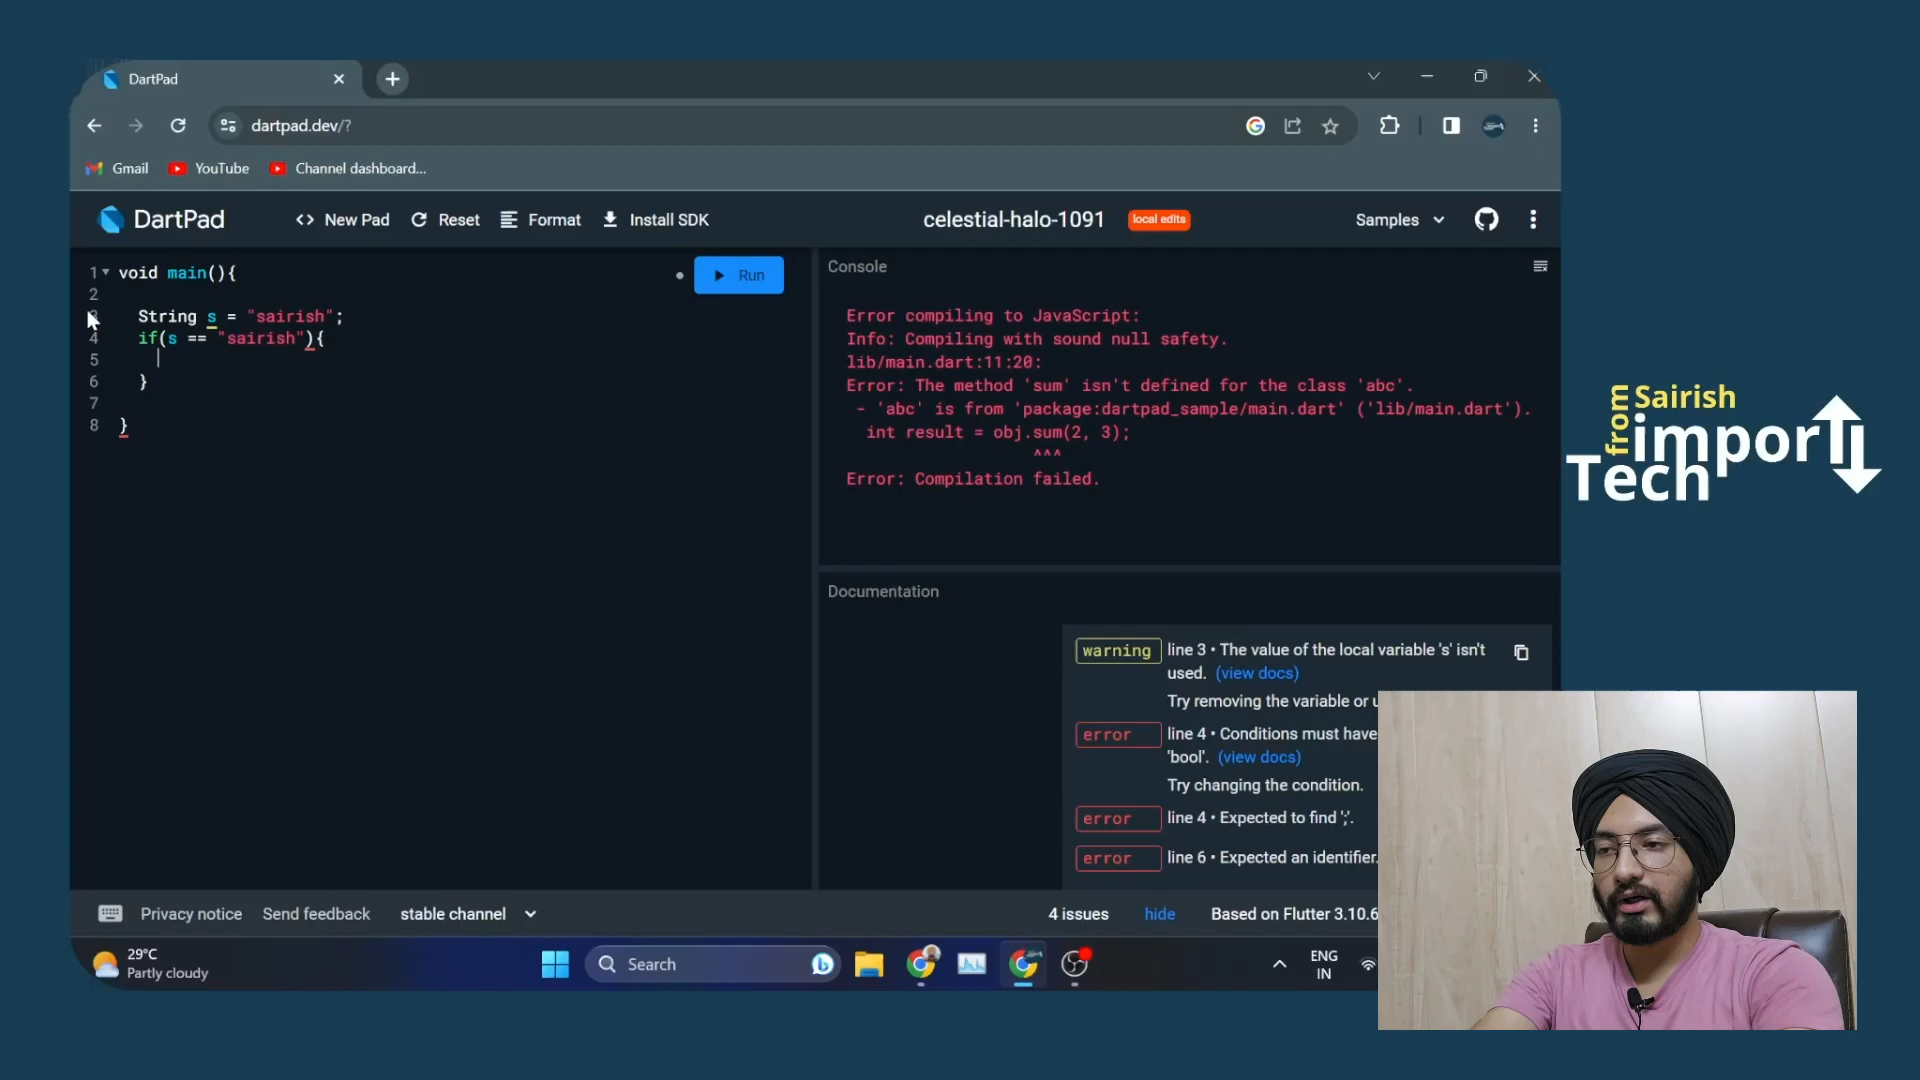 DartPad
dartpad.dev/?
Gmail YouTube Channel dashboard...
DartPad New Pad Reset Format Install SDK celestial-halo-1091 local edits Samples
Run
1 void main(){
2
3 String s = "sairish";
4 if(s == "sairish"){
5
6 }
7
8 }
Console
Error compiling to JavaScript:
Info: Compiling with sound null safety.
lib/main.dart:11:20:
Error: The method 'sum' isn't defined for the class 'abc'.
- 'abc' is from 'package:dartpad_sample/main.dart' ('lib/main.dart').
int result = obj.sum(2, 3);
^^^
Error: Compilation failed.
Documentation
warning line 3 • The value of the local variable 's' isn't
used. (view docs)
Try removing the variable or
error line 4 • Conditions must have
'bool'. (view docs)
Try changing the condition.
error line 4 • Expected to find ';'.
error line 6 • Expected an identifier.
Privacy notice Send feedback stable channel 4 issues hide Based on Flutter 3.10.6
29°C
Partly cloudy
Search
ENG
IN
from Sairish
import
Tech